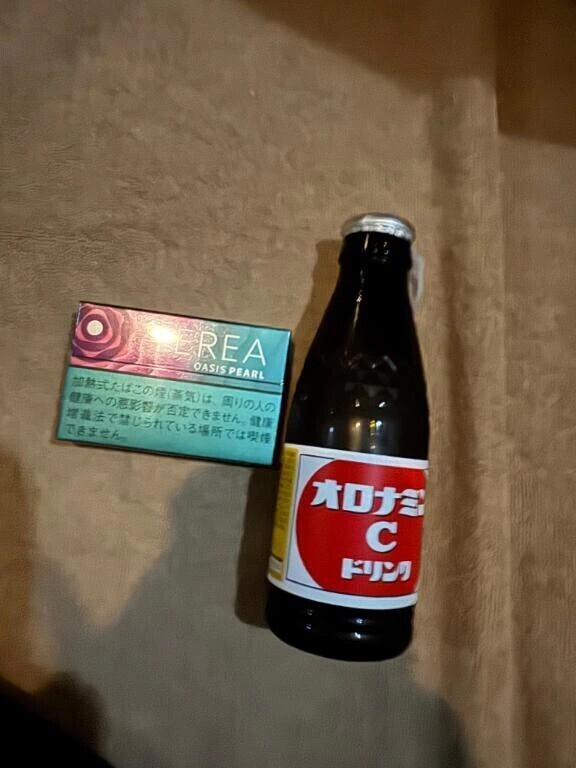 TEREA
OASIS PEARL
加熱式たばこの煙(蒸気)は、周りの人の
健康への悪影響が否定できません。健康
増進法で禁じられている場所では喫煙
できません。
オロナミン
C
ドリンク